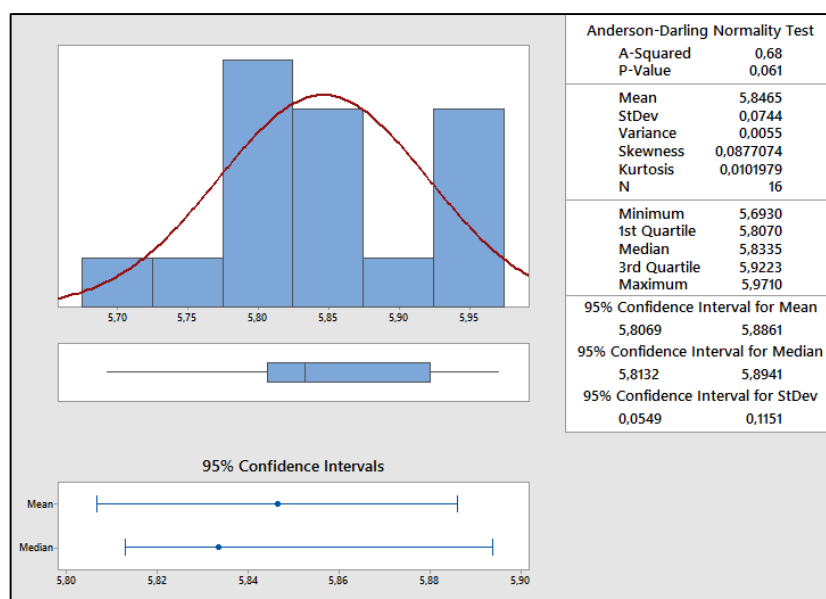 Anderson-Darling Normality Test
A-Squared 0,68
P-Value 0,061
Mean 5,8465
StDev 0,0744
Variance 0,0055
Skewness 0,0877074
Kurtosis 0,0101979
N 16
Minimum 5,6930
1st Quartile 5,8070
Median 5,8335
3rd Quartile 5,9223
Maximum 5,9710
95% Confidence Interval for Mean
5,8069 5,8861
95% Confidence Interval for Median
5,8132 5,8941
95% Confidence Interval for StDev
0,0549 0,1151
5,70 5,75 5,80 5,85 5,90 5,95
95% Confidence Intervals
Mean
Median
5,80 5,82 5,84 5,86 5,88 5,90